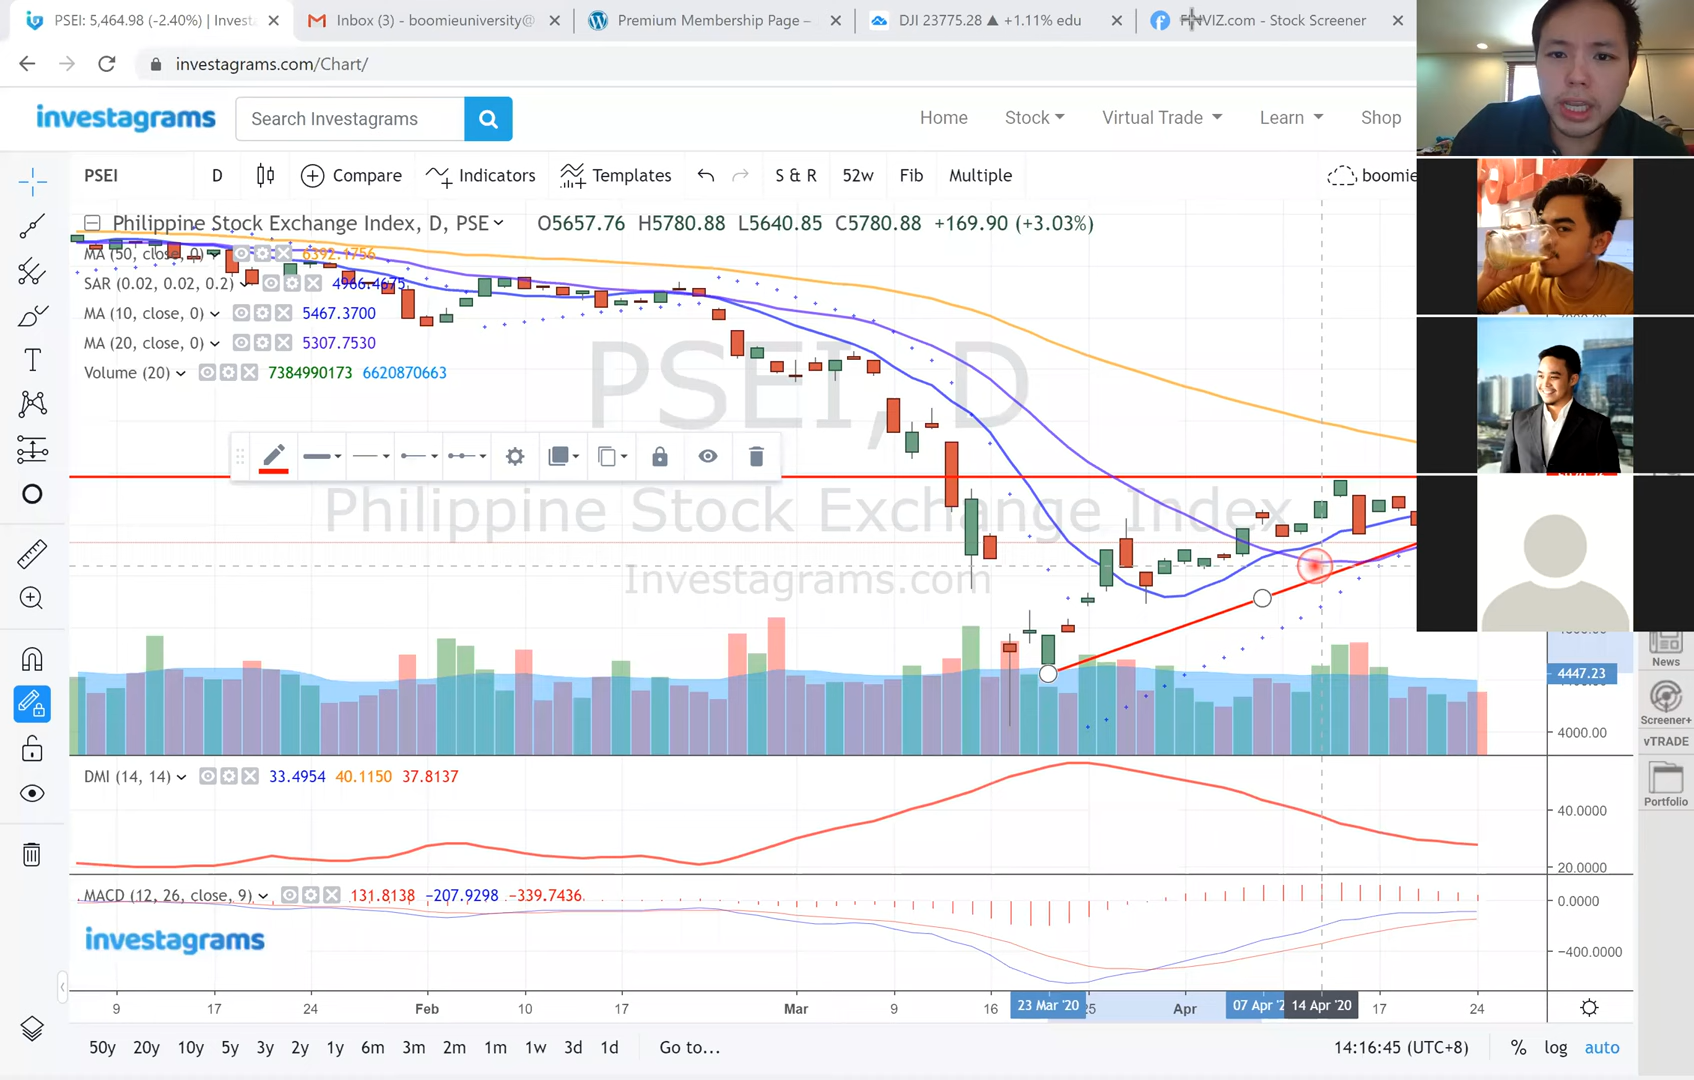 PSEI: 5,464.98 (-2.40%) | Invest
Inbox (3) - boomieuniversity@
Premium Membership Page –
DJI 23775.28 ▲ +1.11% edu
FINVIZ.com - Stock Screener
investagrams.com/Chart/
investagrams
Search Investagrams
Home
Stock
Virtual Trade
Learn
Shop
PSEI
D
Compare
Indicators
Templates
S & R
52w
Fib
Multiple
boomie
Philippine Stock Exchange Index, D, PSE
O5657.76 H5780.88 L5640.85 C5780.88 +169.90 (+3.03%)
MA (50, close, 0) 6392.1756
SAR (0.02, 0.02, 0.2) 4966.4675
MA (10, close, 0) 5467.3700
MA (20, close, 0) 5307.7530
Volume (20) 7384990173 6620870663
PSEI, D
Philippine Stock Exchange Index
Investagrams.com
4447.23
4000.00
News
Screener+
vTRADE
Portfolio
DMI (14, 14) 33.4954 40.1150 37.8137
40.0000
20.0000
MACD (12, 26, close, 9) 131.8138 −207.9298 −339.7436
0.0000
−400.0000
investagrams
9 17 24 Feb 10 17 Mar 9 16 23 Mar '20 25 Apr 07 Apr '2 14 Apr '20 17 24
50y 20y 10y 5y 3y 2y 1y 6m 3m 2m 1m 1w 3d 1d Go to...
14:16:45 (UTC+8) % log auto